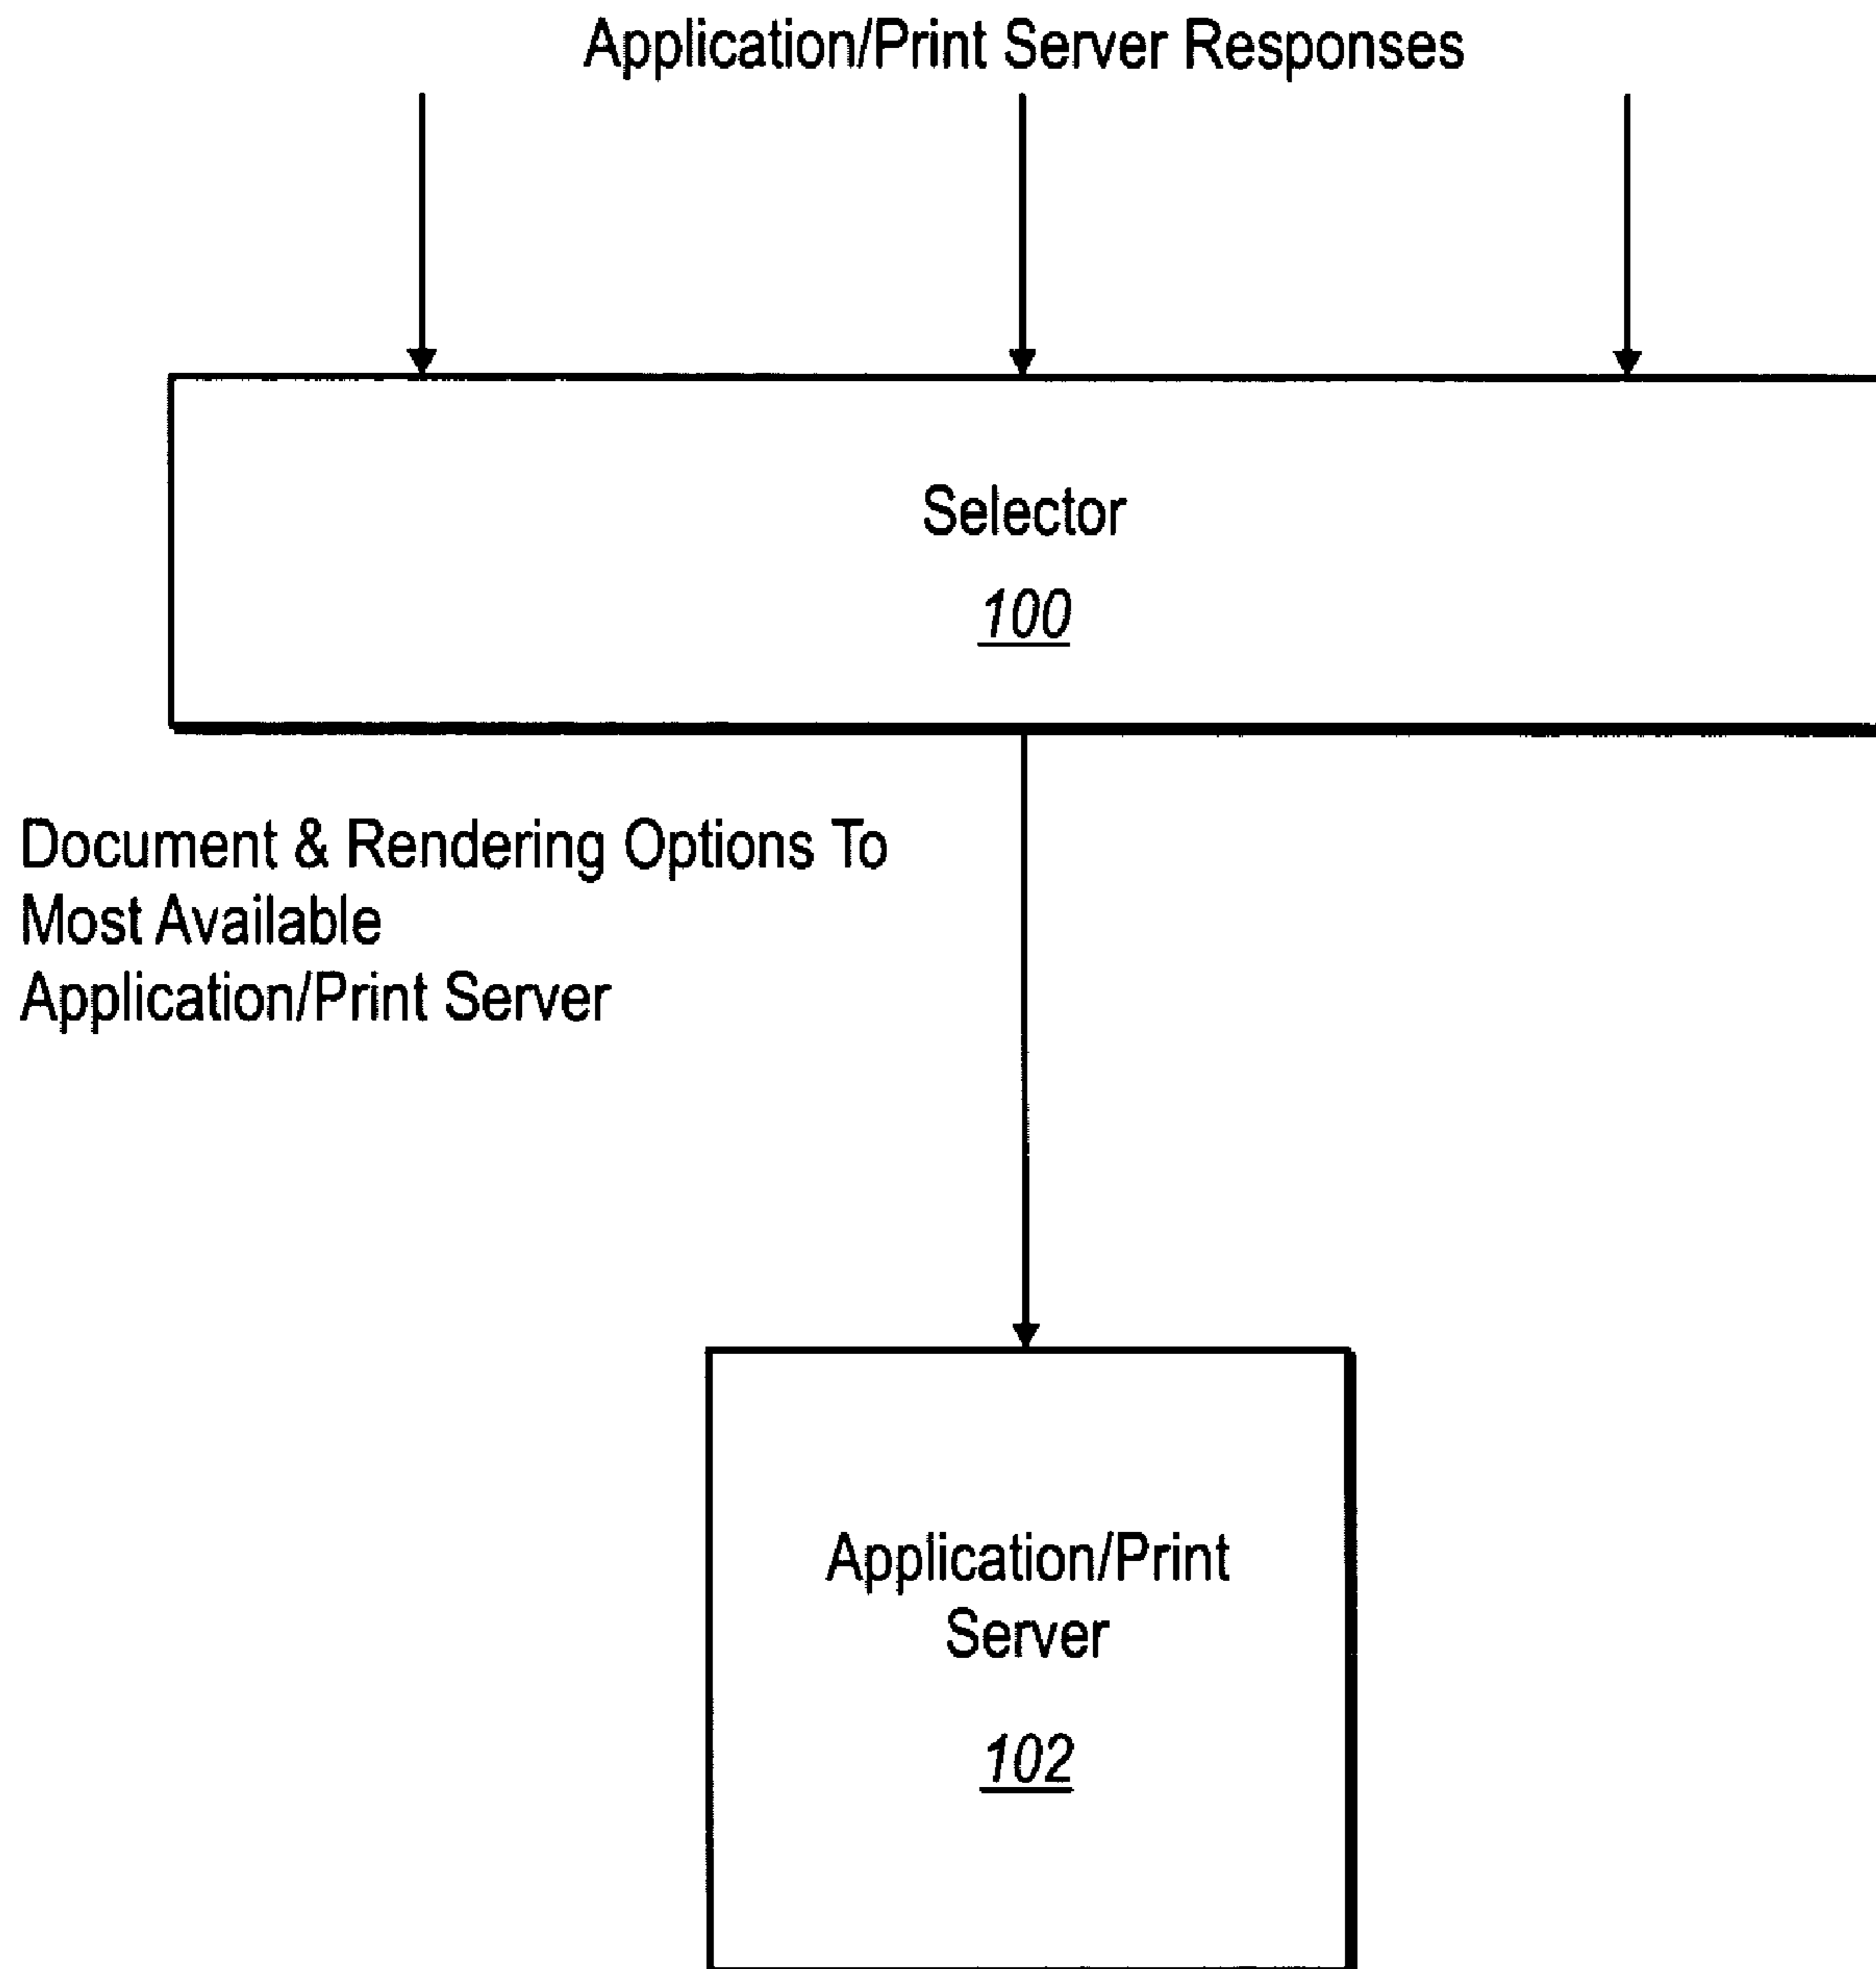 Application/Print Server Responses
Selector
100
Document & Rendering Options To
Most Available
Application/Print Server
Application/Print
Server
102